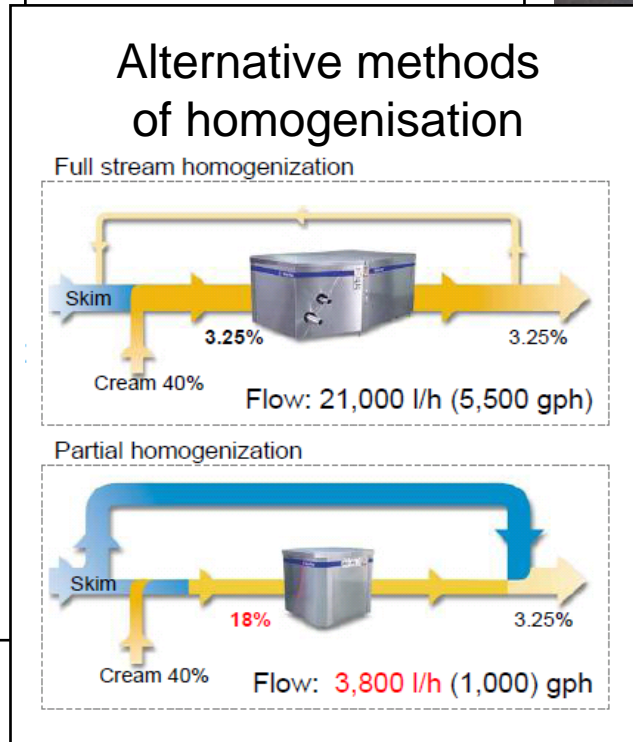 Alternative methods
of homogenisation
Full stream homogenization
Skim
3.25%
3.25%
Cream 40%
Flow: 21,000 l/h (5,500 gph)
Partial homogenization
Skim
18%
3.25%
Cream 40%
Flow: 3,800 l/h (1,000) gph